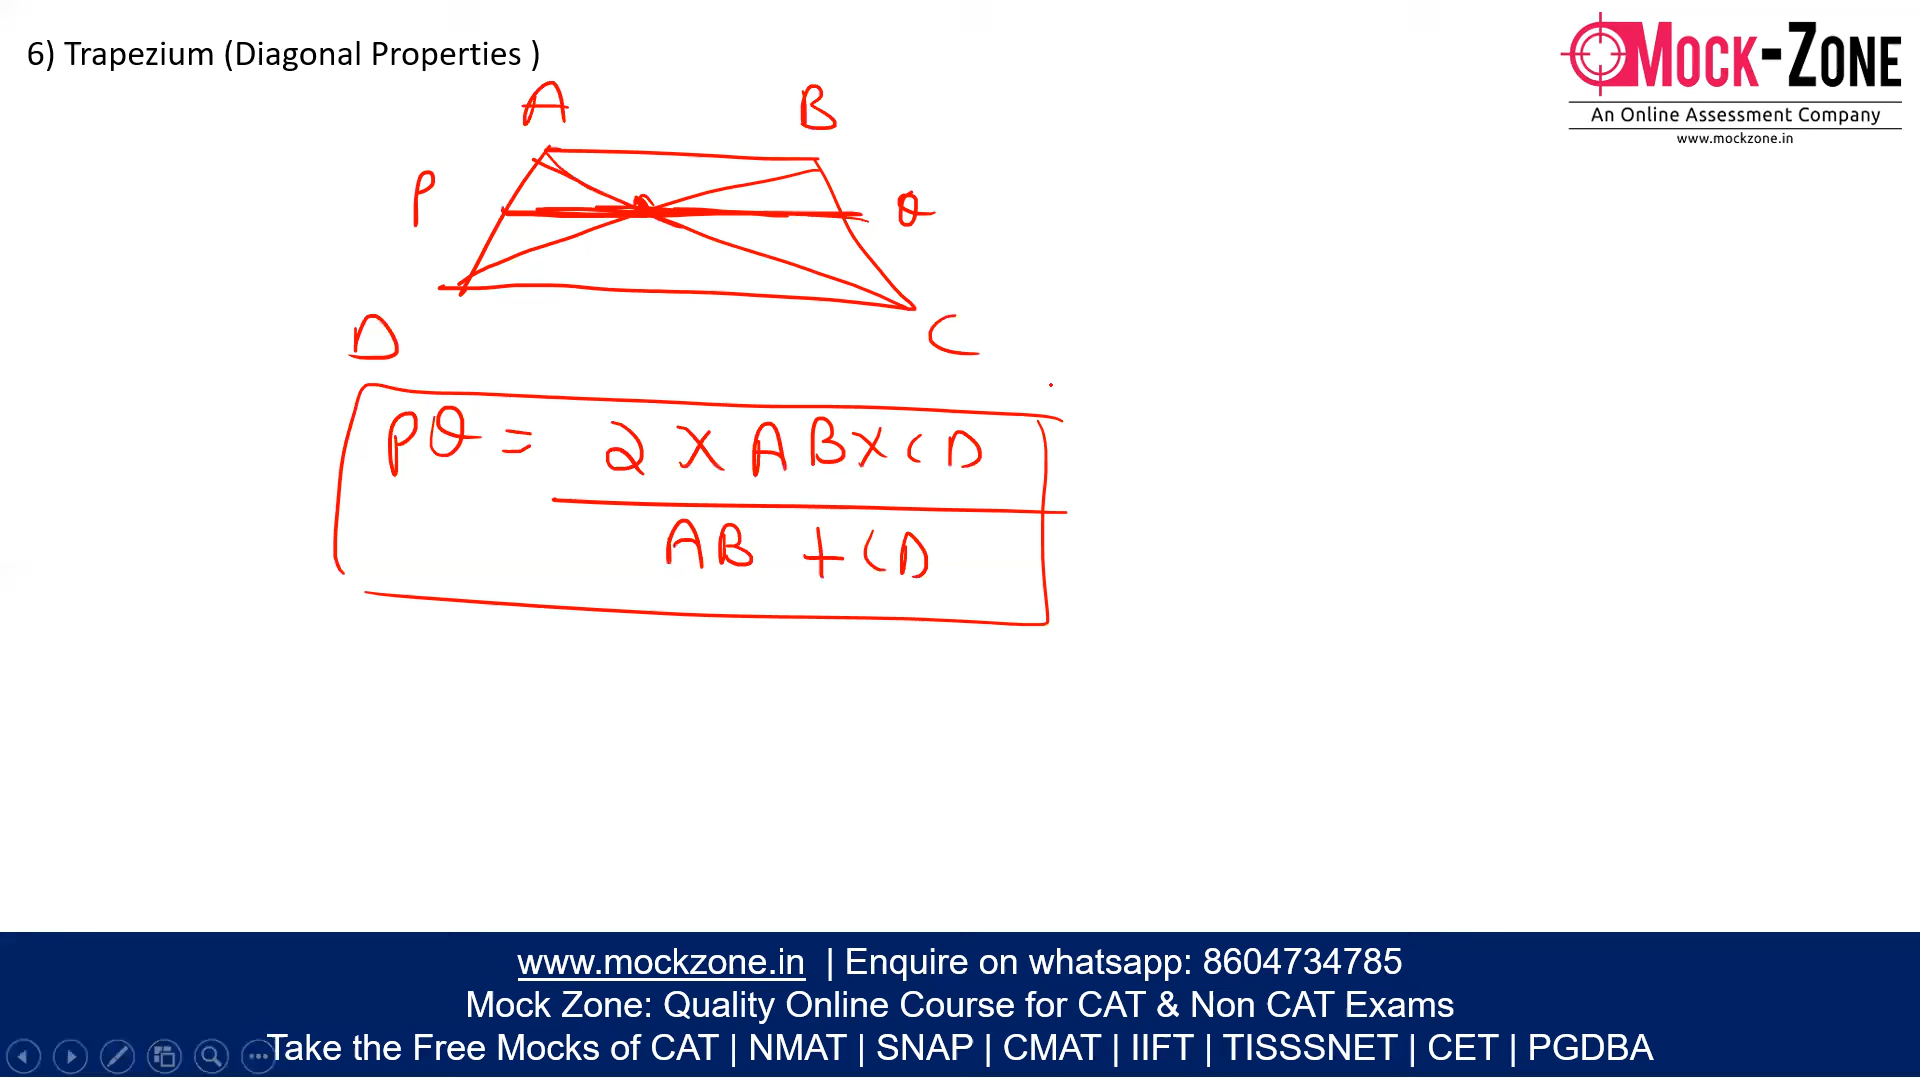 6) Trapezium (Diagonal Properties )
MOCK-ZONE
An Online Assessment Company
www.mockzone.in
A B
P Q
D C
PQ = 2 X AB X CD
AB + CD
www.mockzone.in | Enquire on whatsapp: 8604734785
Mock Zone: Quality Online Course for CAT & Non CAT Exams
Take the Free Mocks of CAT | NMAT | SNAP | CMAT | IIFT | TISSSNET | CET | PGDBA